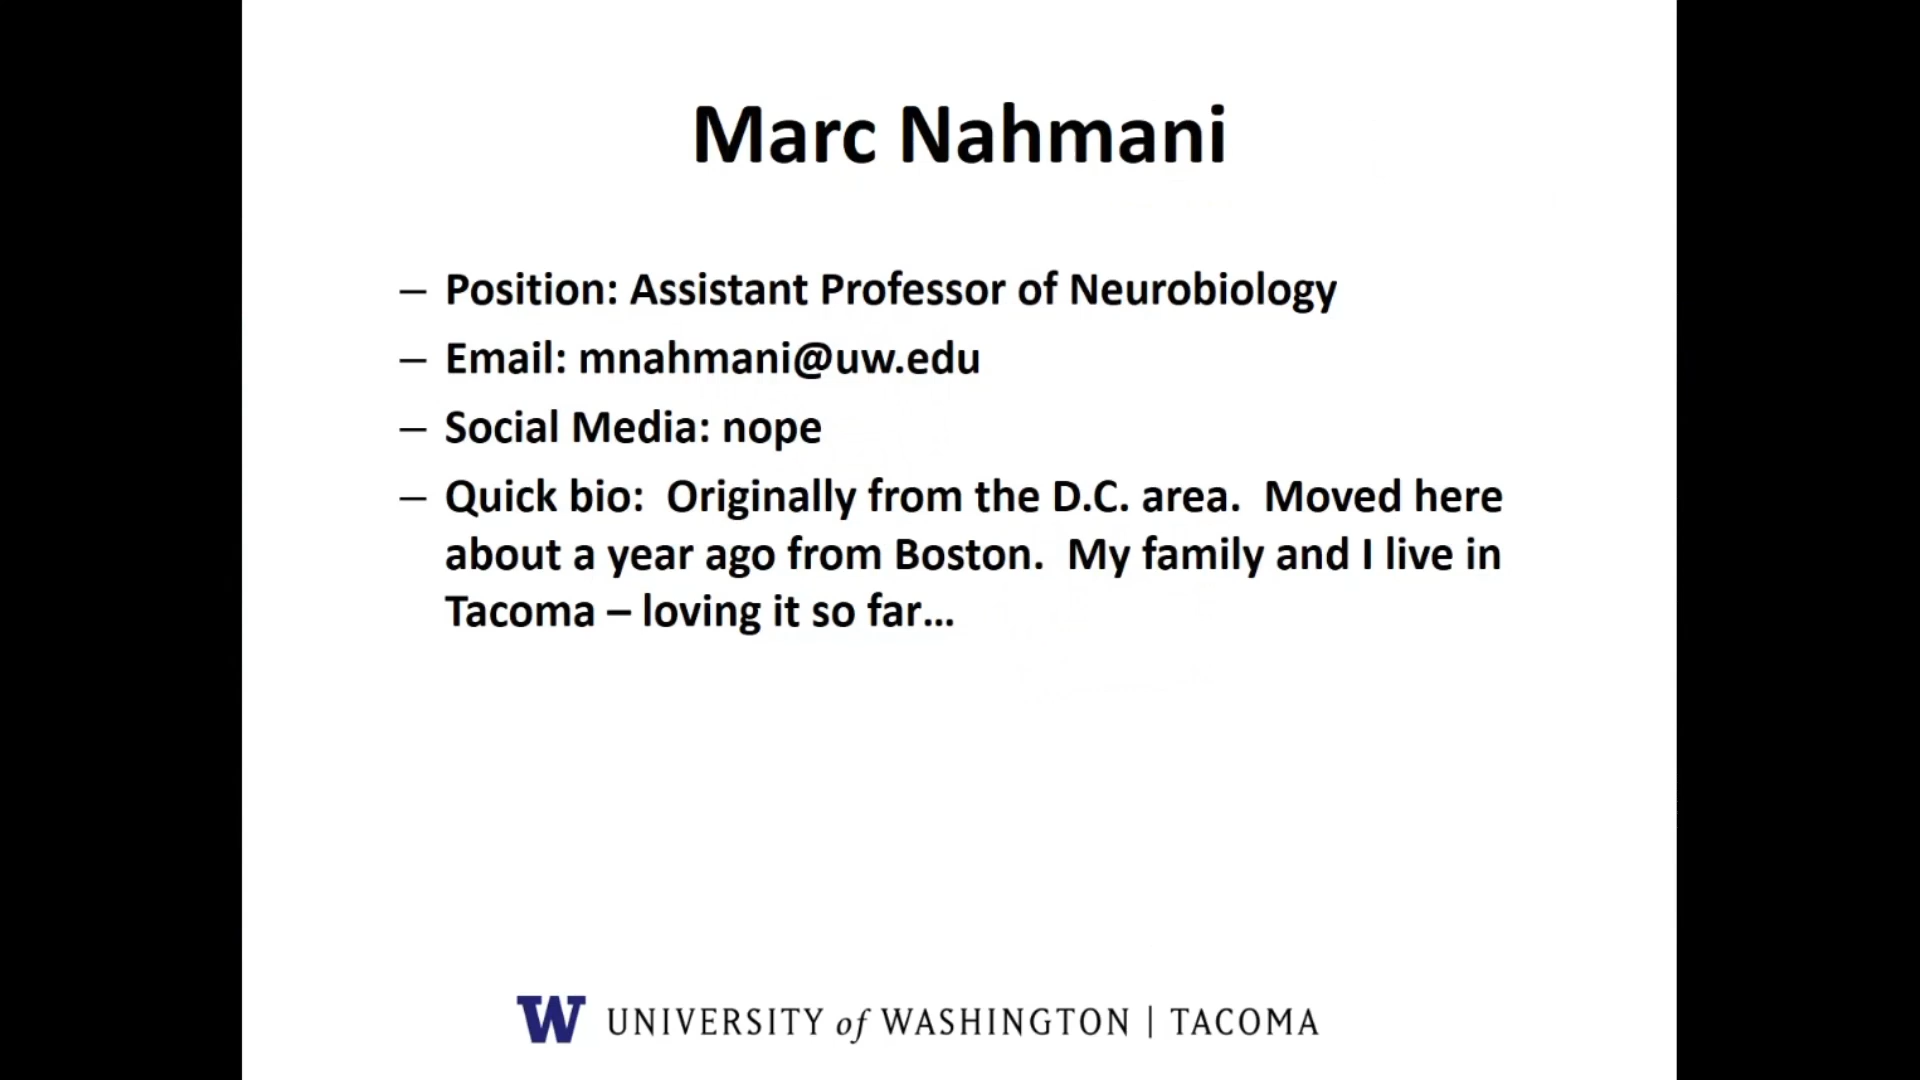 Marc Nahmani
– Position: Assistant Professor of Neurobiology
– Email: mnahmani@uw.edu
– Social Media: nope
– Quick bio:  Originally from the D.C. area.  Moved here
about a year ago from Boston.  My family and I live in
Tacoma – loving it so far...
W UNIVERSITY of WASHINGTON | TACOMA